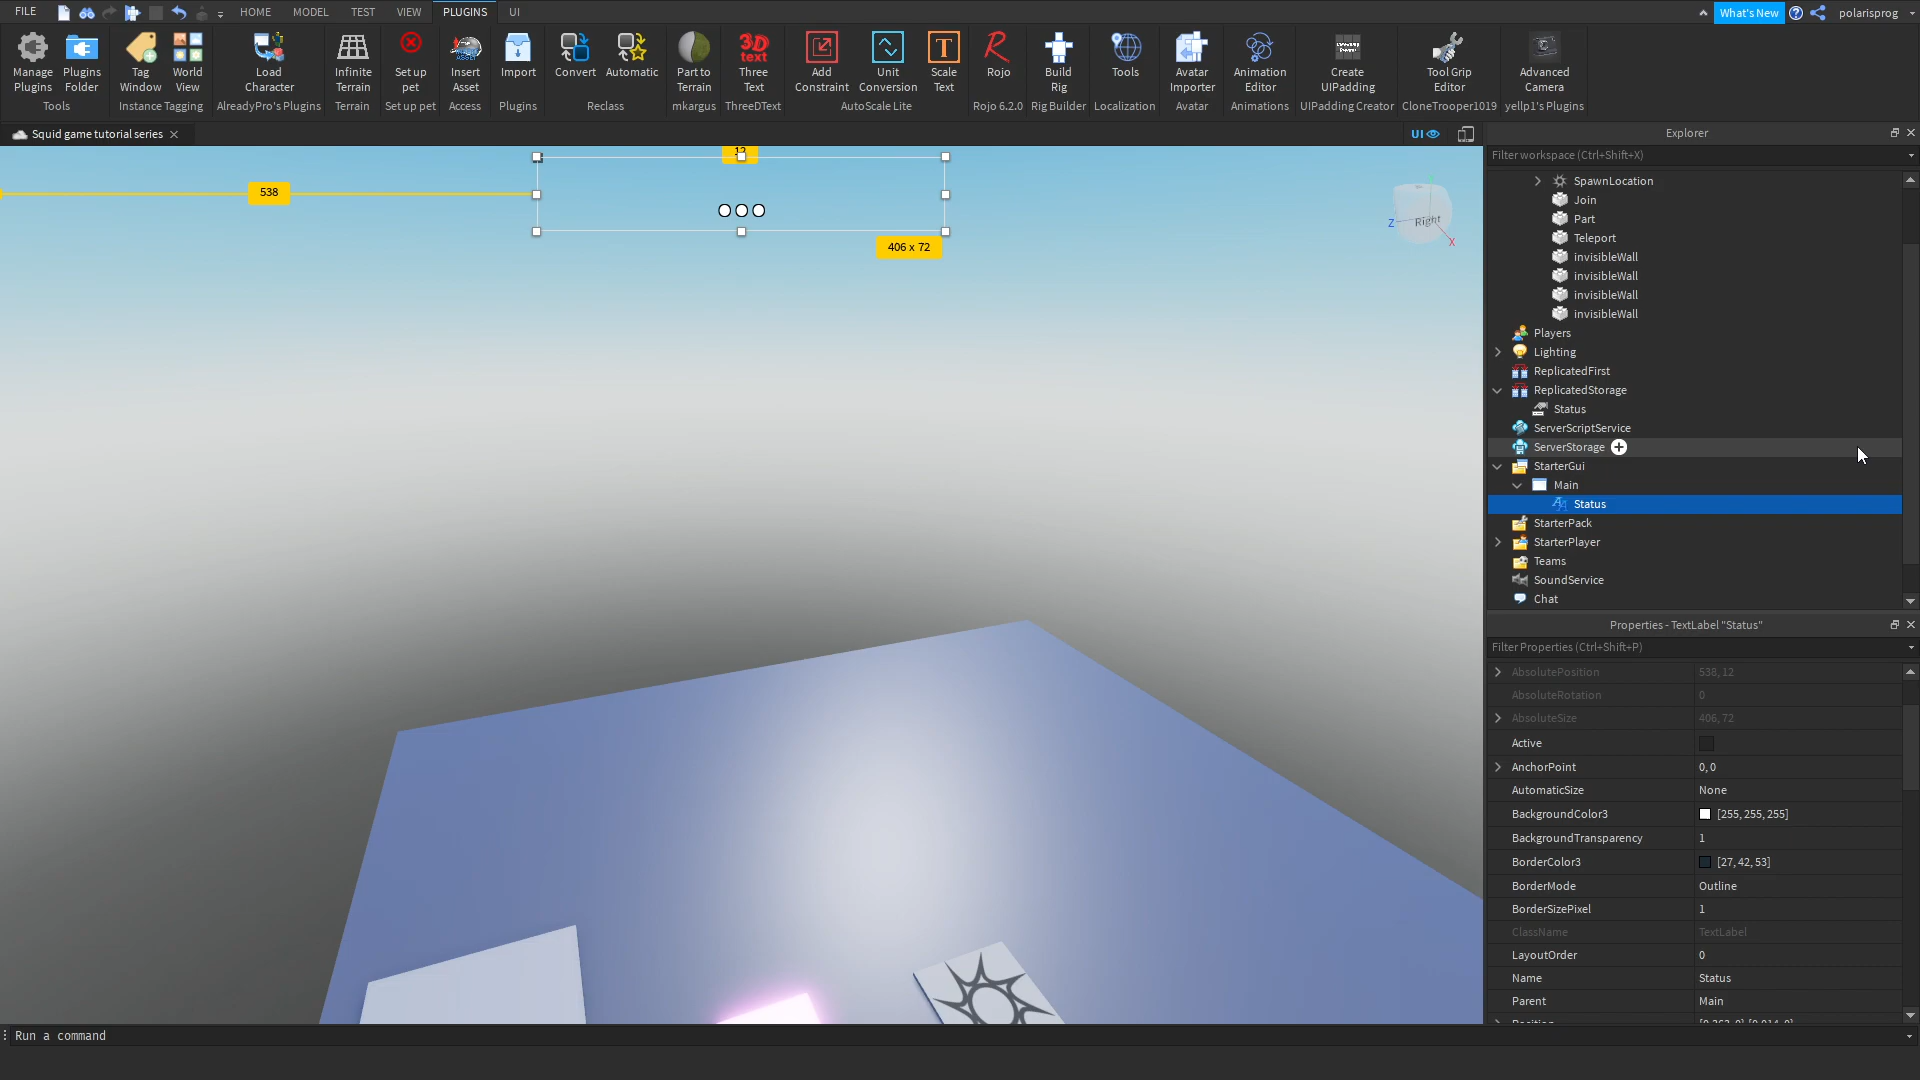 FILE HOME MODEL TEST VIEW PLUGINS UI What's New polarisprog
Manage Plugins
Plugins Folder
Tag Window
World View
Load Character
Infinite Terrain
Set up pet
Insert Asset
Import
Convert
Automatic
Part to Terrain
3D text
Three Text
Add Constraint
Unit Conversion
Scale Text
Rojo
Build Rig
Tools
Avatar Importer
Animation Editor
Create UIPadding
Tool Grip Editor
Advanced Camera
Tools Instance Tagging AlreadyPro's Plugins Terrain Set up pet Access Plugins Reclass mkargus ThreeDText AutoScale Lite Rojo 6.2.0 Rig Builder Localization Avatar Animations UIPadding Creator CloneTrooper1019 yellp1's Plugins
Squid game tutorial series
UI
12
538
406 x 72
Right
Z
X
Explorer
Filter workspace (Ctrl+Shift+X)
SpawnLocation
Join
Part
Teleport
invisibleWall
invisibleWall
invisibleWall
invisibleWall
Players
Lighting
ReplicatedFirst
ReplicatedStorage
Status
ServerScriptService
ServerStorage
StarterGui
Main
Status
StarterPack
StarterPlayer
Teams
SoundService
Chat
Properties - TextLabel "Status"
Filter Properties (Ctrl+Shift+P)
AbsolutePosition 538, 12
AbsoluteRotation 0
AbsoluteSize 406, 72
Active
AnchorPoint 0, 0
AutomaticSize None
BackgroundColor3 [255, 255, 255]
BackgroundTransparency 1
BorderColor3 [27, 42, 53]
BorderMode Outline
BorderSizePixel 1
ClassName TextLabel
LayoutOrder 0
Name Status
Parent Main
Run a command